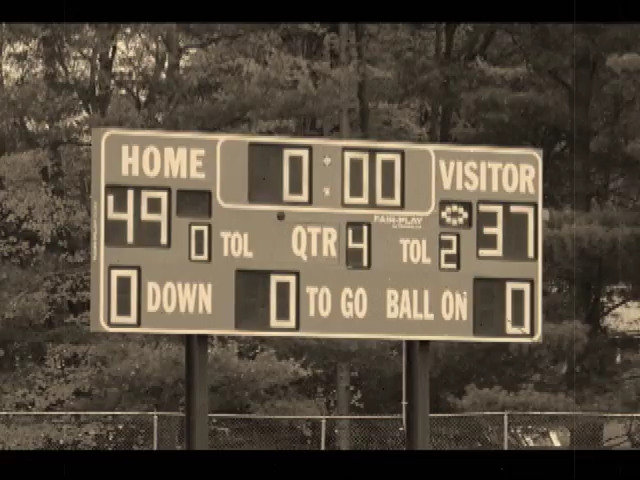 HOME 0:00 VISITOR
49 0 TOL QTR 4 FAIR-PLAY TOL 2 37
0 DOWN 0 TO GO BALL ON 0